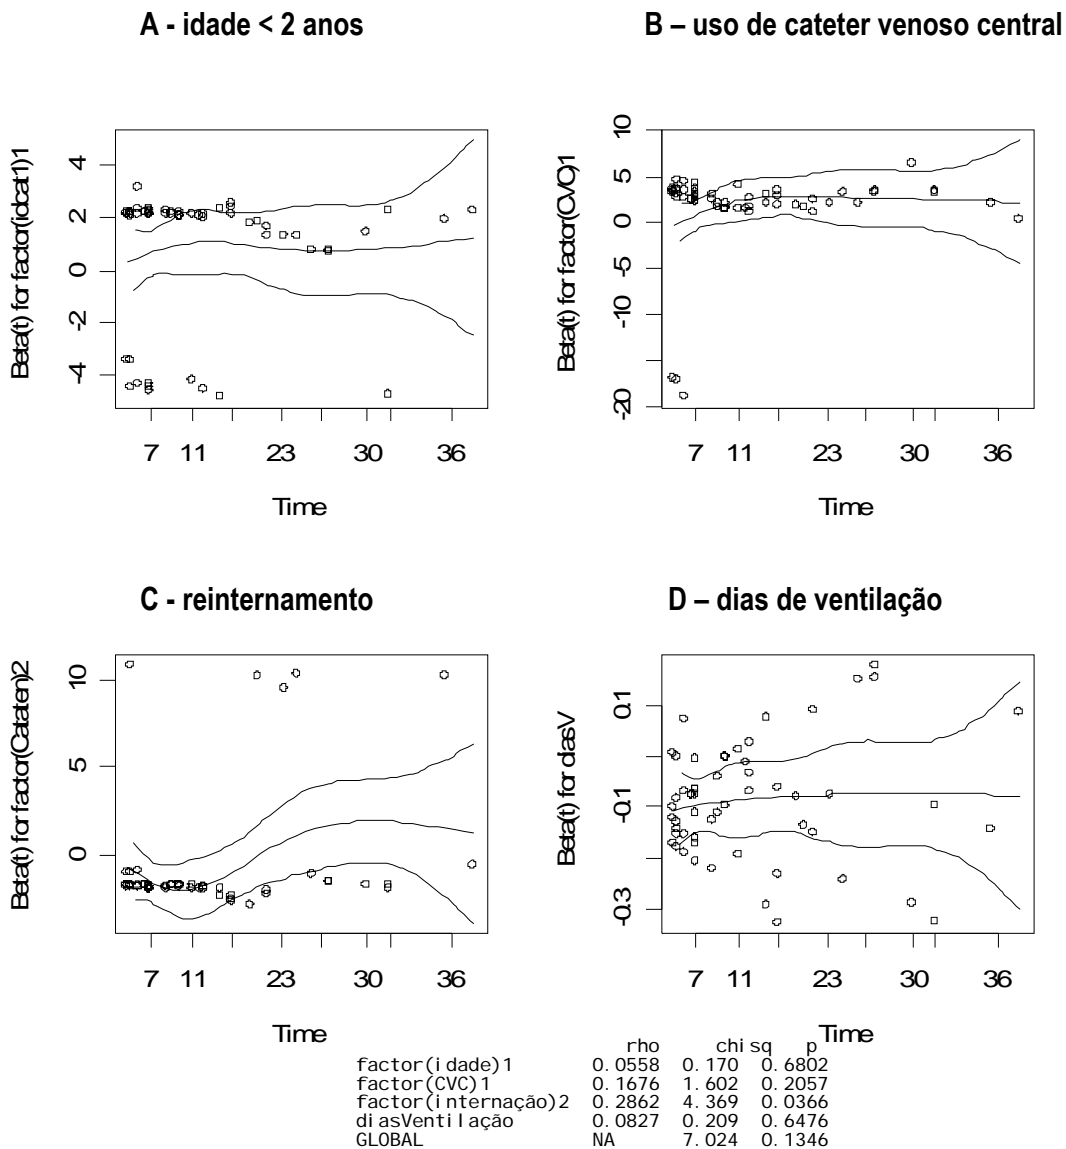 A - idade < 2 anos
B – uso de cateter venoso central
Beta(t) for factor(idcat1)1
4
2
0
-2
-4
7 11 23 30 36
Time
Beta(t) for factor(CVC)1
10
5
0
-5
-10
-20
7 11 23 30 36
Time
C - reinternamento
D – dias de ventilação
Beta(t) for factor(Cataten)2
10
5
0
7 11 23 30 36
Time
Beta(t) for diasV
0.1
-0.1
-0.3
7 11 23 30 36
Time
rho chisq p
factor(idade)1 0.0558 0.170 0.6802
factor(CVC)1 0.1676 1.602 0.2057
factor(internação)2 0.2862 4.369 0.0366
diasVentilação 0.0827 0.209 0.6476
GLOBAL NA 7.024 0.1346